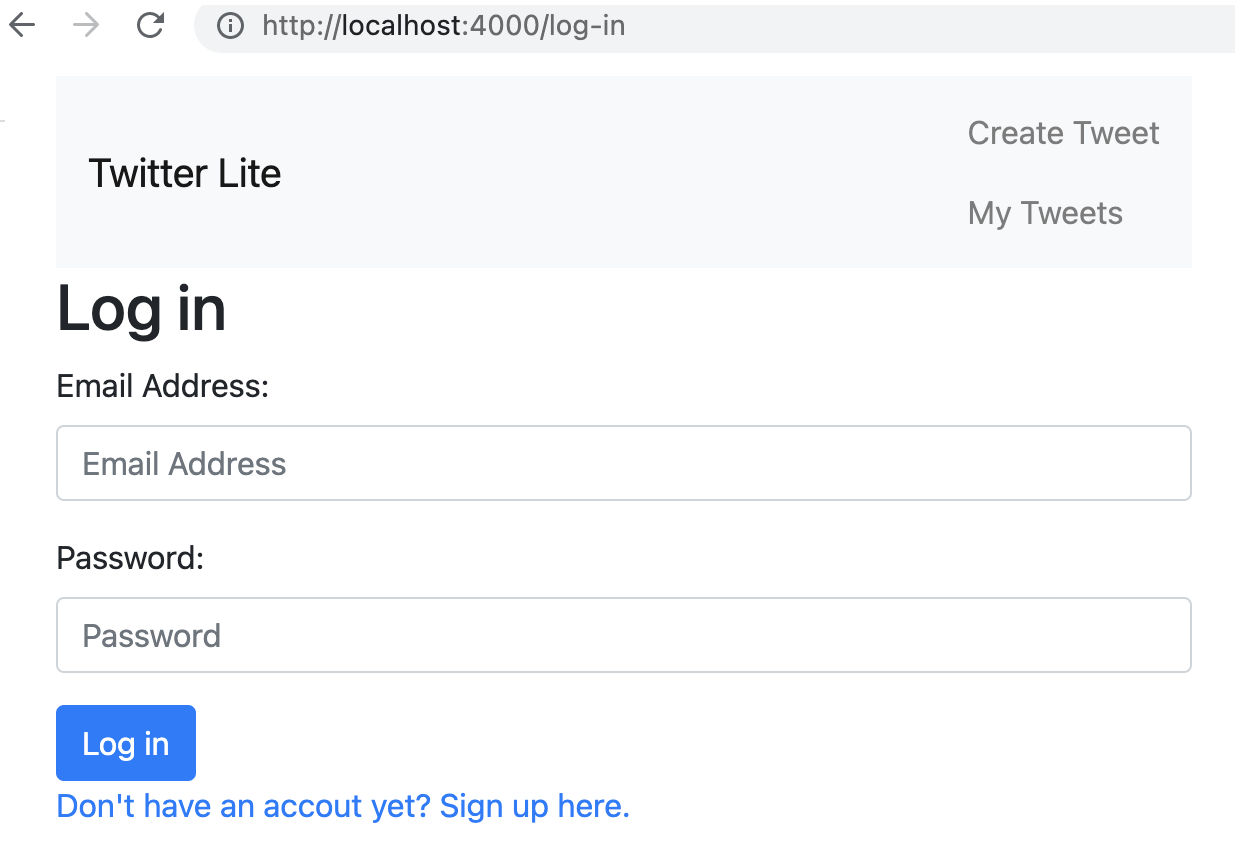 http://localhost:4000/log-in
Create Tweet
Twitter Lite
My Tweets
Log in
Email Address:
Email Address
Password:
Password
Log in
Don't have an accout yet? Sign up here.